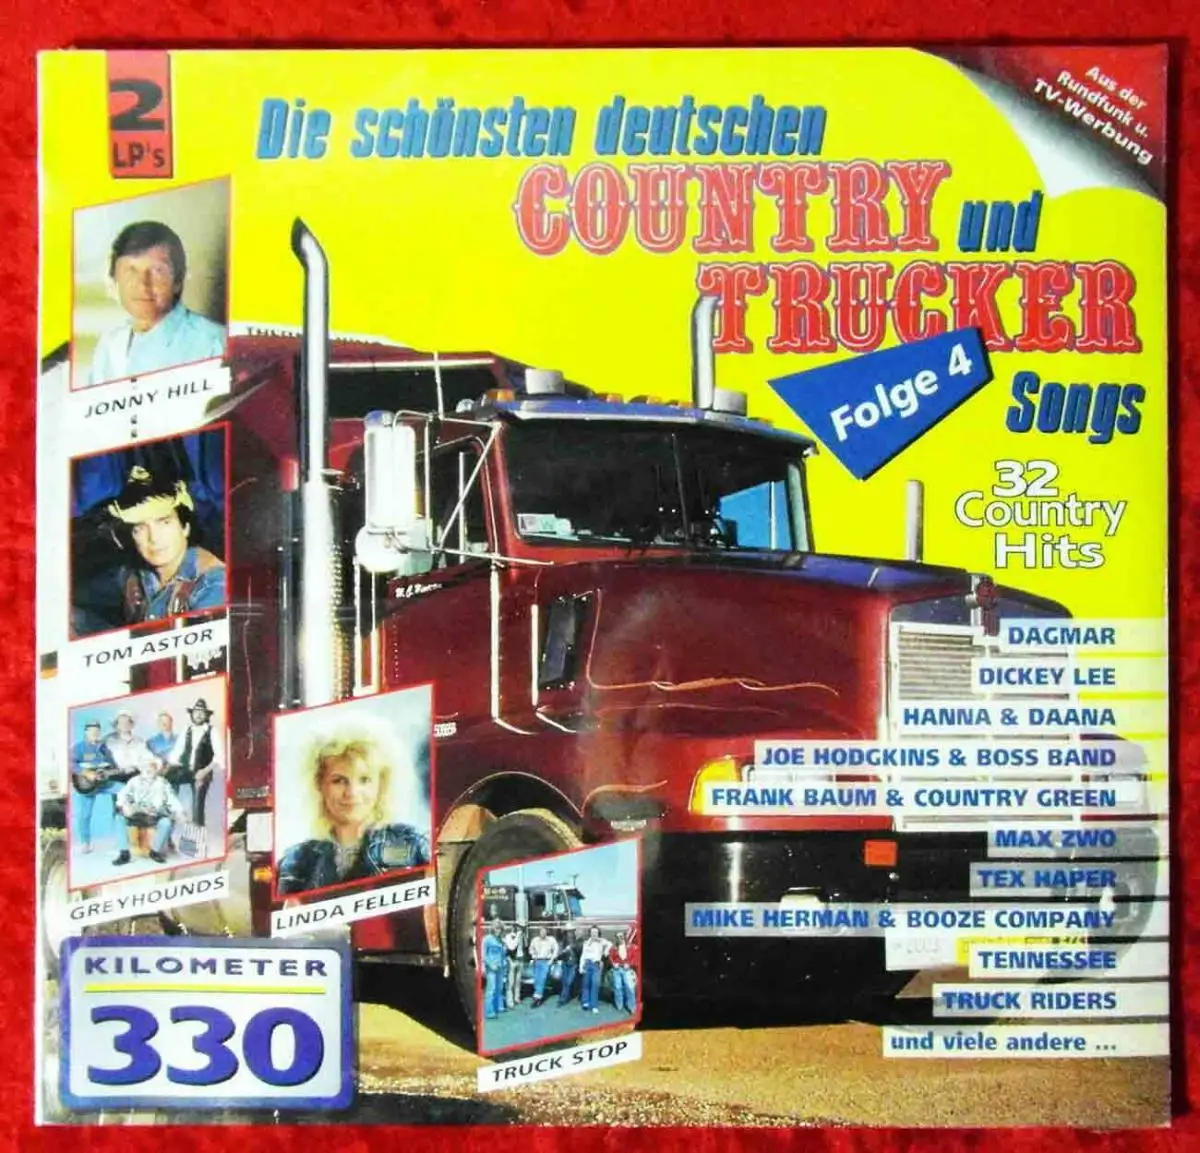 2
LP's
Aus der
Rundfunk u.
TV-Werbung
Die schönsten deutschen
COUNTRY und
TRUCKER
Folge 4
Songs
32
Country
Hits
JONNY HILL
TOM ASTOR
GREYHOUNDS
LINDA FELLER
TRUCK STOP
KILOMETER
330
DAGMAR
DICKEY LEE
HANNA & DAANA
JOE HODGKINS & BOSS BAND
FRANK BAUM & COUNTRY GREEN
MAX ZWO
TEX HAPER
MIKE HERMAN & BOOZE COMPANY
TENNESSEE
TRUCK RIDERS
und viele andere ...